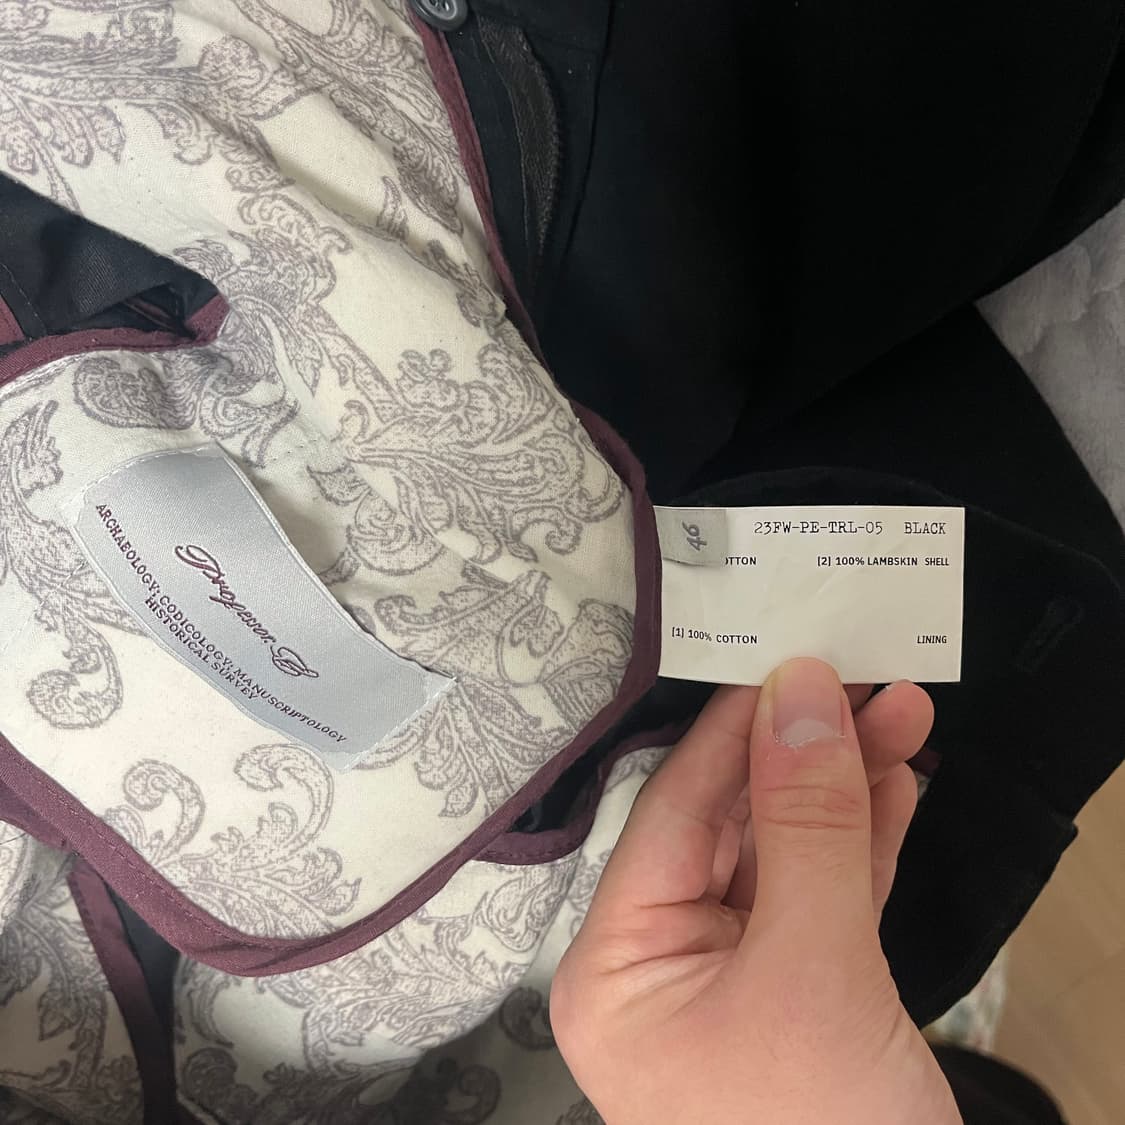 Professor. E
ARCHAEOLOGY; CODICOLOGY; MANUSCRIPTOLOGY
HISTORICAL SURVEY
46
23FW-PE-TRL-05 BLACK
OTTON [2] 100% LAMBSKIN SHELL
[1] 100% COTTON LINING